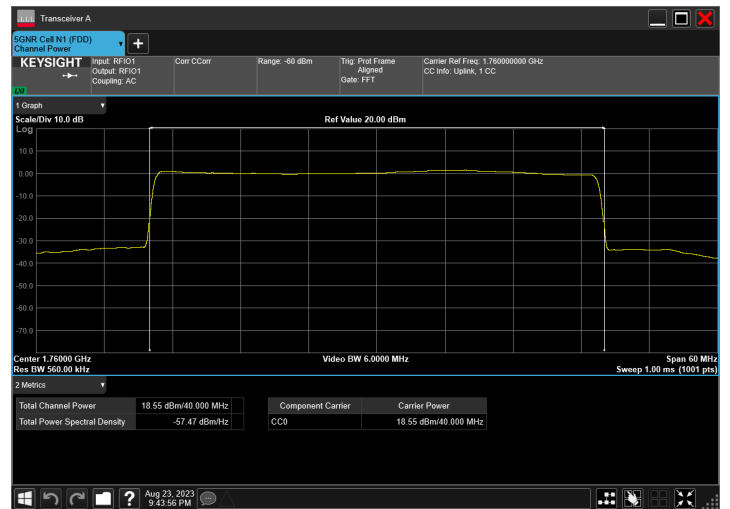 Transceiver A
5GNR Cell N1 (FDD)
Channel Power
KEYSIGHT Input: RFIO1 Corr CCorr Range: -60 dBm Trig: Prot Frame Carrier Ref Freq: 1.760000000 GHz
Output: RFIO1 Aligned CC Info: Uplink, 1 CC
Coupling: AC Gate: FFT
1 Graph
Scale/Div 10.0 dB Ref Value 20.00 dBm
Log
10.0
0.00
-10.0
-20.0
-30.0
-40.0
-50.0
-60.0
-70.0
Center 1.76000 GHz Video BW 6.0000 MHz Span 60 MHz
Res BW 560.00 kHz Sweep 1.00 ms (1001 pts)
2 Metrics
Total Channel Power 18.55 dBm/40.000 MHz Component Carrier Carrier Power
Total Power Spectral Density -57.47 dBm/Hz CC0 18.55 dBm/40.000 MHz
Aug 23, 2023
9:43:56 PM